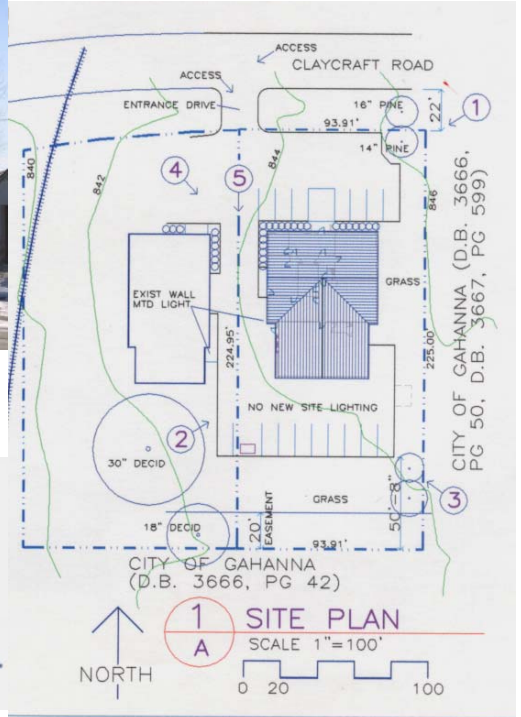 ACCESS
CLAYCRAFT ROAD
ACCESS
ENTRANCE DRIVE
16" PINE
22'
1
93.91'
14" PINE
840
842
844
846
4
5
GRASS
EXIST WALL
MTD LIGHT
224.95'
225.00'
CITY OF GAHANNA (D.B. 3666,
PG 50, D.B. 3667, PG 599)
NO NEW SITE LIGHTING
2
30" DECID
3
GRASS
50'-8"
18" DECID
20'
EASEMENT
93.91'
CITY OF GAHANNA
(D.B. 3666, PG 42)
1
A
SITE PLAN
SCALE 1"=100'
NORTH
0 20 100